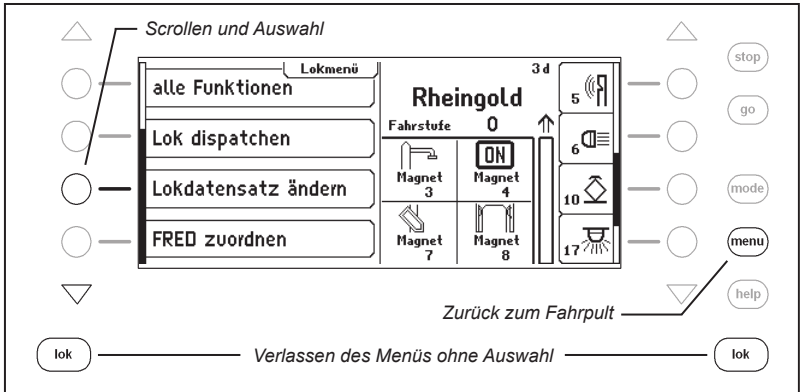 Scrollen und Auswahl
stop
go
mode
menu
help
Lokmenü
alle Funktionen
Lok dispatchen
Lokdatensatz ändern
FRED zuordnen
3d
Rheingold
Fahrstufe 0
ON
Magnet
3
Magnet
4
Magnet
7
Magnet
8
5
6
10
17
Zurück zum Fahrpult
lok
Verlassen des Menüs ohne Auswahl
lok